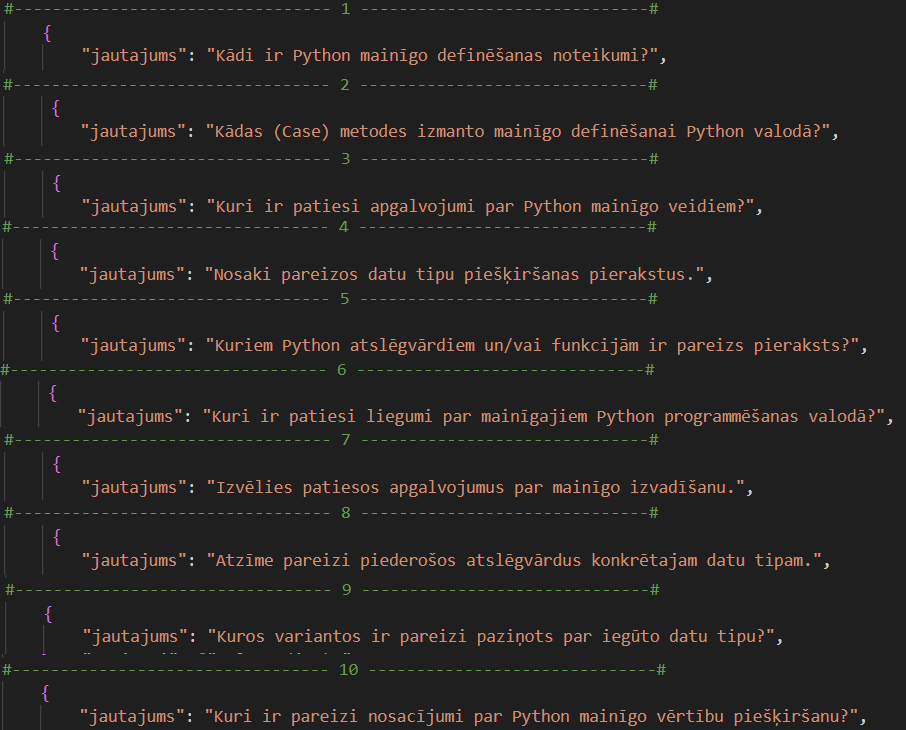 #--------------------------------- 1 ------------------------------#
{
"jautajums": "Kādi ir Python mainīgo definēšanas noteikumi?",
#--------------------------------- 2 ------------------------------#
{
"jautajums": "Kādas (Case) metodes izmanto mainīgo definēšanai Python valodā?",
#--------------------------------- 3 ------------------------------#
{
"jautajums": "Kuri ir patiesi apgalvojumi par Python mainīgo veidiem?",
#--------------------------------- 4 ------------------------------#
{
"jautajums": "Nosaki pareizos datu tipu piešķiršanas pierakstus.",
#--------------------------------- 5 ------------------------------#
{
"jautajums": "Kuriem Python atslēgvārdiem un/vai funkcijām ir pareizs pieraksts?",
#--------------------------------- 6 ------------------------------#
{
"jautajums": "Kuri ir patiesi liegumi par mainīgajiem Python programmēšanas valodā?",
#--------------------------------- 7 ------------------------------#
{
"jautajums": "Izvēlies patiesos apgalvojumus par mainīgo izvadīšanu.",
#--------------------------------- 8 ------------------------------#
{
"jautajums": "Atzīme pareizi piederošos atslēgvārdus konkrētajam datu tipam.",
#--------------------------------- 9 ------------------------------#
{
"jautajums": "Kuros variantos ir pareizi paziņots par iegūto datu tipu?",
#--------------------------------- 10 ------------------------------#
{
"jautajums": "Kuri ir pareizi nosacījumi par Python mainīgo vērtību piešķiršanu?",